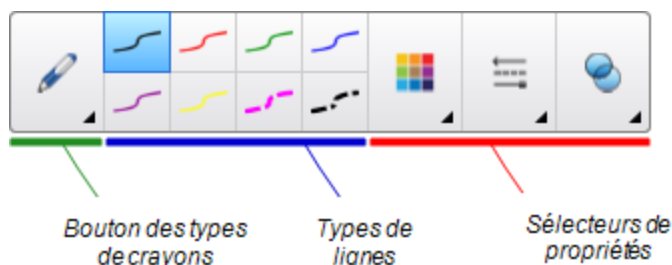 Bouton des types
de crayons
Types de
lignes
Sélecteurs de
propriétés